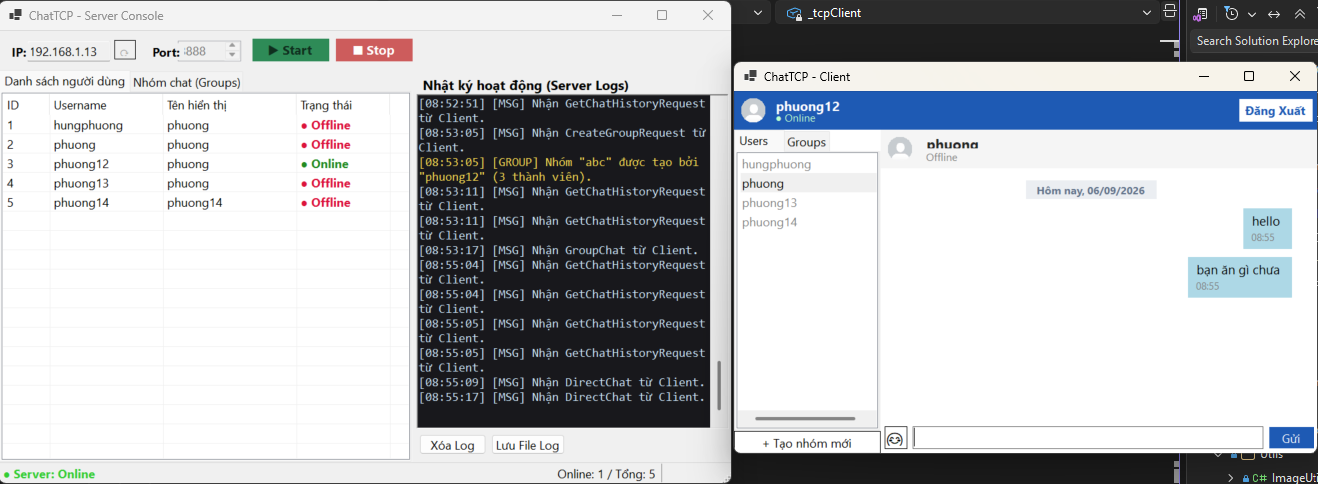 ChatTCP - Server Console
IP: 192.168.1.13
Port: 888
▶ Start
■ Stop
Danh sách người dùng
Nhóm chat (Groups)
ID Username Tên hiển thị Trạng thái
1 hungphuong phuong ● Offline
2 phuong phuong ● Offline
3 phuong12 phuong ● Online
4 phuong13 phuong ● Offline
5 phuong14 phuong14 ● Offline
Nhật ký hoạt động (Server Logs)
[08:52:51] [MSG] Nhận GetChatHistoryRequest
từ Client.
[08:53:05] [MSG] Nhận CreateGroupRequest từ
Client.
[08:53:05] [GROUP] Nhóm "abc" được tạo bởi
"phuong12" (3 thành viên).
[08:53:11] [MSG] Nhận GetChatHistoryRequest
từ Client.
[08:53:11] [MSG] Nhận GetChatHistoryRequest
từ Client.
[08:53:17] [MSG] Nhận GroupChat từ Client.
[08:55:04] [MSG] Nhận GetChatHistoryRequest
từ Client.
[08:55:04] [MSG] Nhận GetChatHistoryRequest
từ Client.
[08:55:05] [MSG] Nhận GetChatHistoryRequest
từ Client.
[08:55:05] [MSG] Nhận GetChatHistoryRequest
từ Client.
[08:55:09] [MSG] Nhận DirectChat từ Client.
[08:55:17] [MSG] Nhận DirectChat từ Client.
Xóa Log
Lưu File Log
● Server: Online
Online: 1 / Tổng: 5
_tcpClient
Search Solution Explore
ChatTCP - Client
phuong12
● Online
Đăng Xuất
Users
Groups
hungphuong
phuong
phuong13
phuong14
+ Tạo nhóm mới
phuong
Offline
Hôm nay, 06/09/2026
hello
08:55
bạn ăn gì chưa
08:55
Gửi
Utils
C# ImageUti